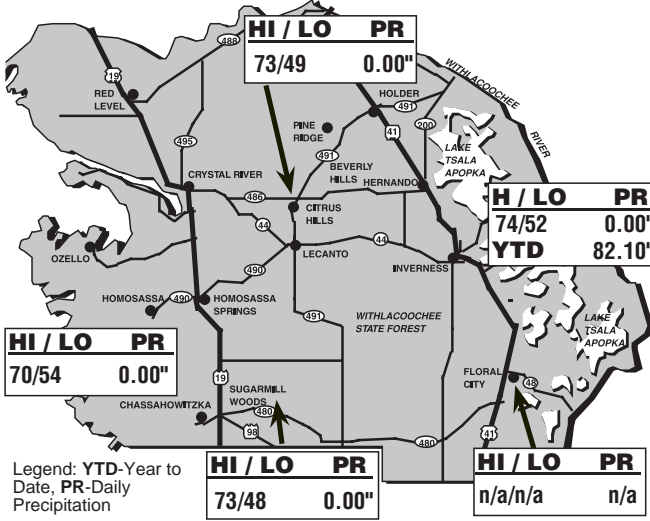 HI / LO PR
73/49 0.00"
488
WITHLACOOCHEE
RIVER
19
RED
LEVEL
HOLDER
491
PINE
RIDGE
41
200
495
LAKE
TSALA
APOPKA
491
BEVERLY
HILLS
CRYSTAL RIVER
HERNANDO
486
H / LO PR
74/52 0.00'
YTD 82.10'
CITRUS
HILLS
44
44
OZELLO
LECANTO
INVERNESS
490
HOMOSASSA
490
HOMOSASSA
SPRINGS
491
WITHLACOOCHEE
STATE FOREST
LAKE
TSALA
APOPKA
HI / LO PR
70/54 0.00"
19
SUGARMILL
WOODS
FLORAL
CITY
48
CHASSAHOWITZKA
480
98
480
41
HI / LO PR
73/48 0.00"
HI / LO PR
n/a/n/a n/a
Legend: YTD-Year to
Date, PR-Daily
Precipitation